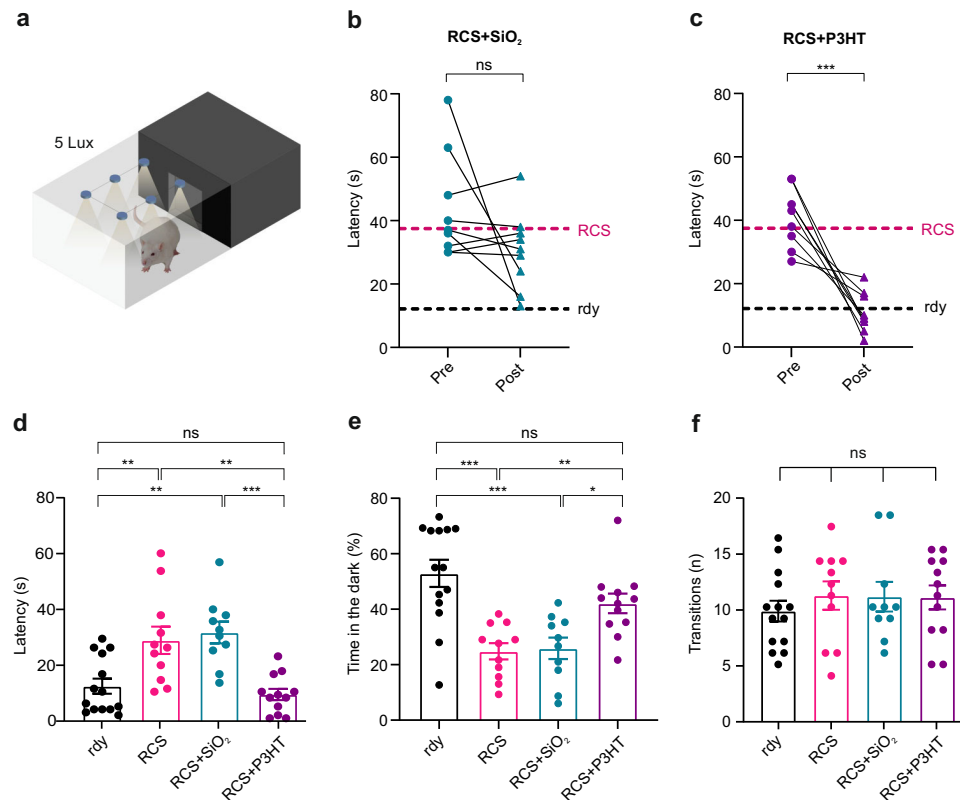 a
5 Lux
b
RCS+SiO₂
ns
Latency (s)
80
60
40
20
0
RCS
rdy
Pre
Post
c
RCS+P3HT
***
Latency (s)
80
60
40
20
0
RCS
rdy
Pre
Post
d
ns
** **
** ***
Latency (s)
80
60
40
20
0
rdy
RCS
RCS+SiO₂
RCS+P3HT
e
ns
*** **
*** *
Time in the dark (%)
80
60
40
20
0
rdy
RCS
RCS+SiO₂
RCS+P3HT
f
ns
Transitions (n)
20
15
10
5
0
rdy
RCS
RCS+SiO₂
RCS+P3HT